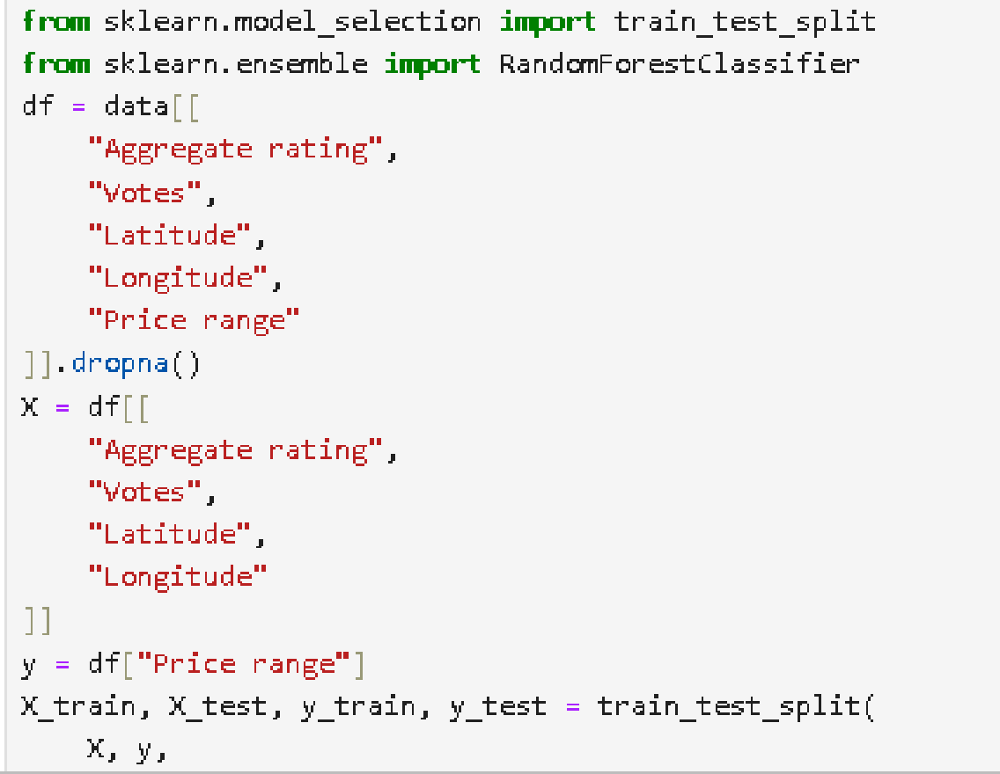 from sklearn.model_selection import train_test_split
from sklearn.ensemble import RandomForestClassifier
df = data[[
    "Aggregate rating",
    "Votes",
    "Latitude",
    "Longitude",
    "Price range"
]].dropna()
X = df[[
    "Aggregate rating",
    "Votes",
    "Latitude",
    "Longitude"
]]
y = df["Price range"]
X_train, X_test, y_train, y_test = train_test_split(
    X, y,